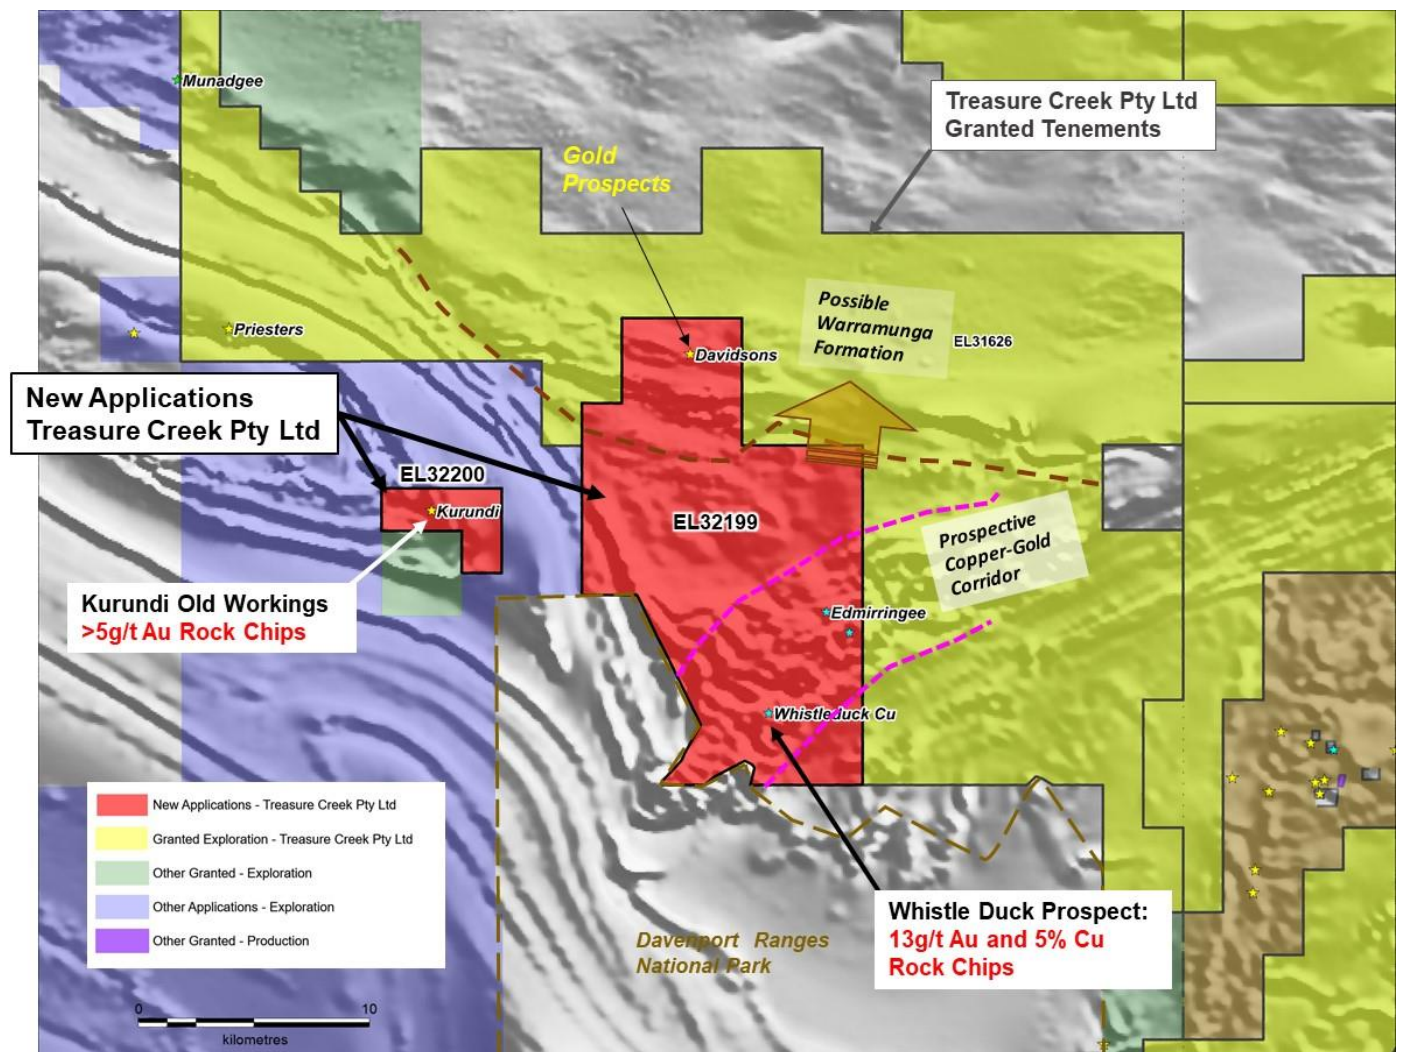 Munadgee
Treasure Creek Pty Ltd
Granted Tenements
Gold
Prospects
Possible
Warramunga
Formation
EL31626
Priesters
Davidsons
New Applications
Treasure Creek Pty Ltd
EL32200
Kurundi
EL32199
Prospective
Copper-Gold
Corridor
Kurundi Old Workings
>5g/t Au Rock Chips
Edmirringee
Whistleduck Cu
New Applications - Treasure Creek Pty Ltd
Granted Exploration - Treasure Creek Pty Ltd
Other Granted - Exploration
Other Applications - Exploration
Other Granted - Production
Whistle Duck Prospect:
13g/t Au and 5% Cu
Rock Chips
Davenport Ranges
National Park
0 10
kilometres